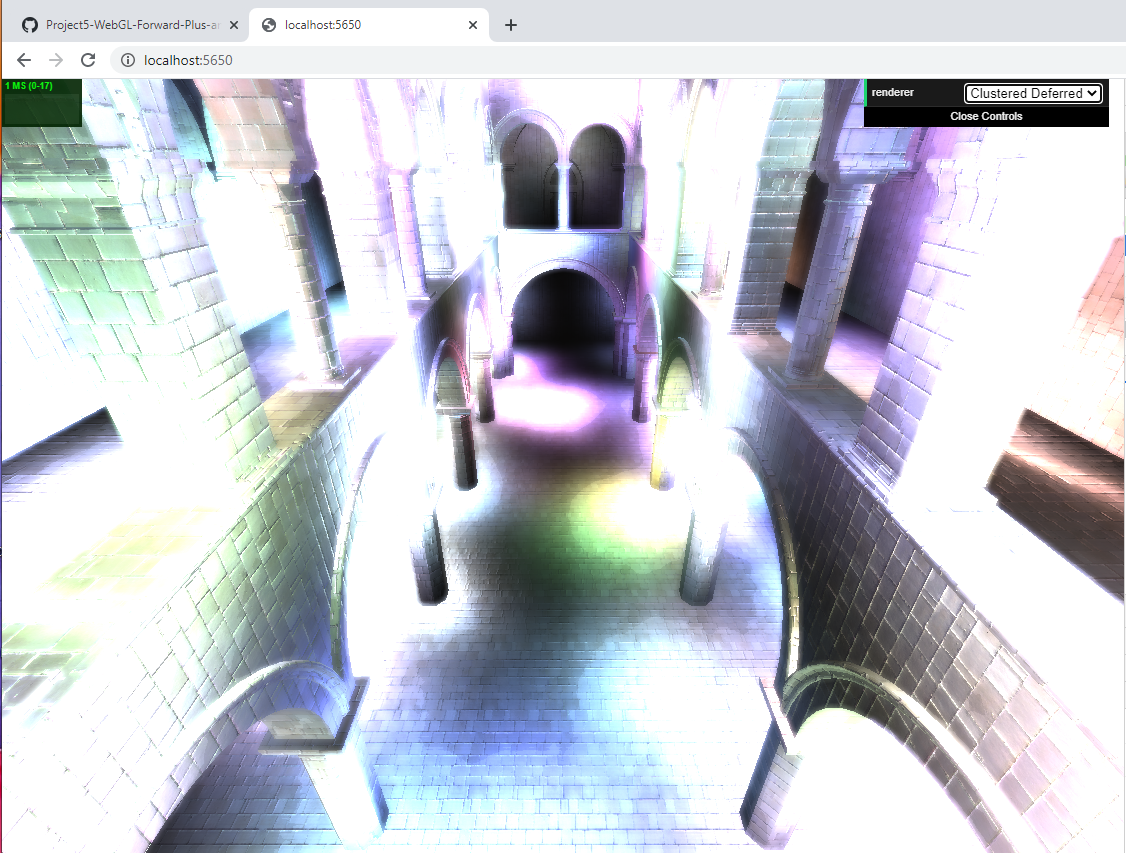 Project5-WebGL-Forward-Plus-ar
localhost:5650
localhost:5650
1 MS (0-17)
renderer
Clustered Deferred
Close Controls